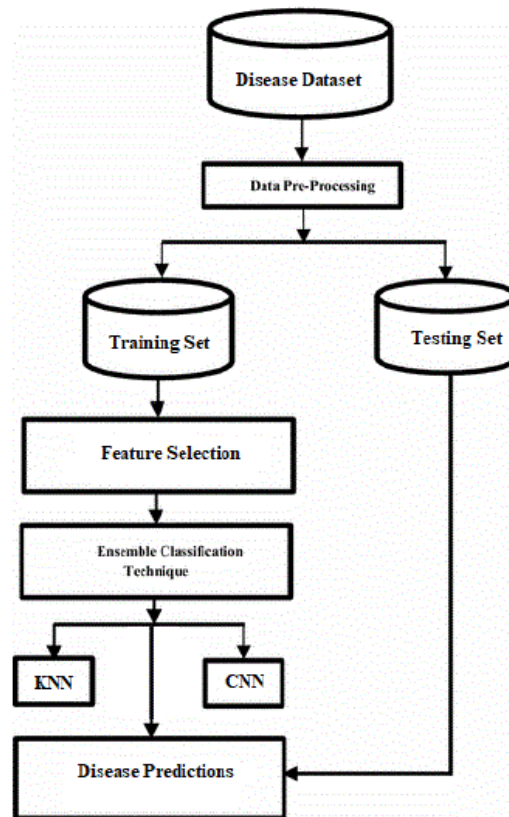 Disease Dataset
Data Pre-Processing
Training Set
Testing Set
Feature Selection
Ensemble Classification
Technique
KNN
CNN
Disease Predictions